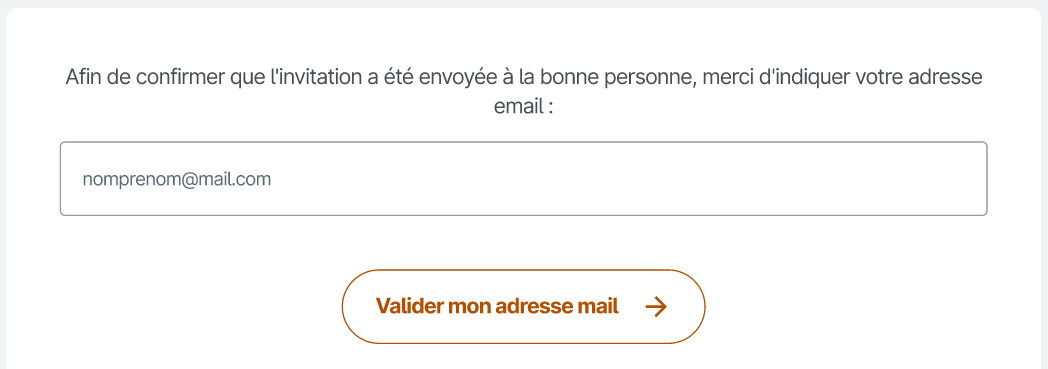 Afin de confirmer que l'invitation a été envoyée à la bonne personne, merci d'indiquer votre adresse
email :
nomprenom@mail.com
Valider mon adresse mail